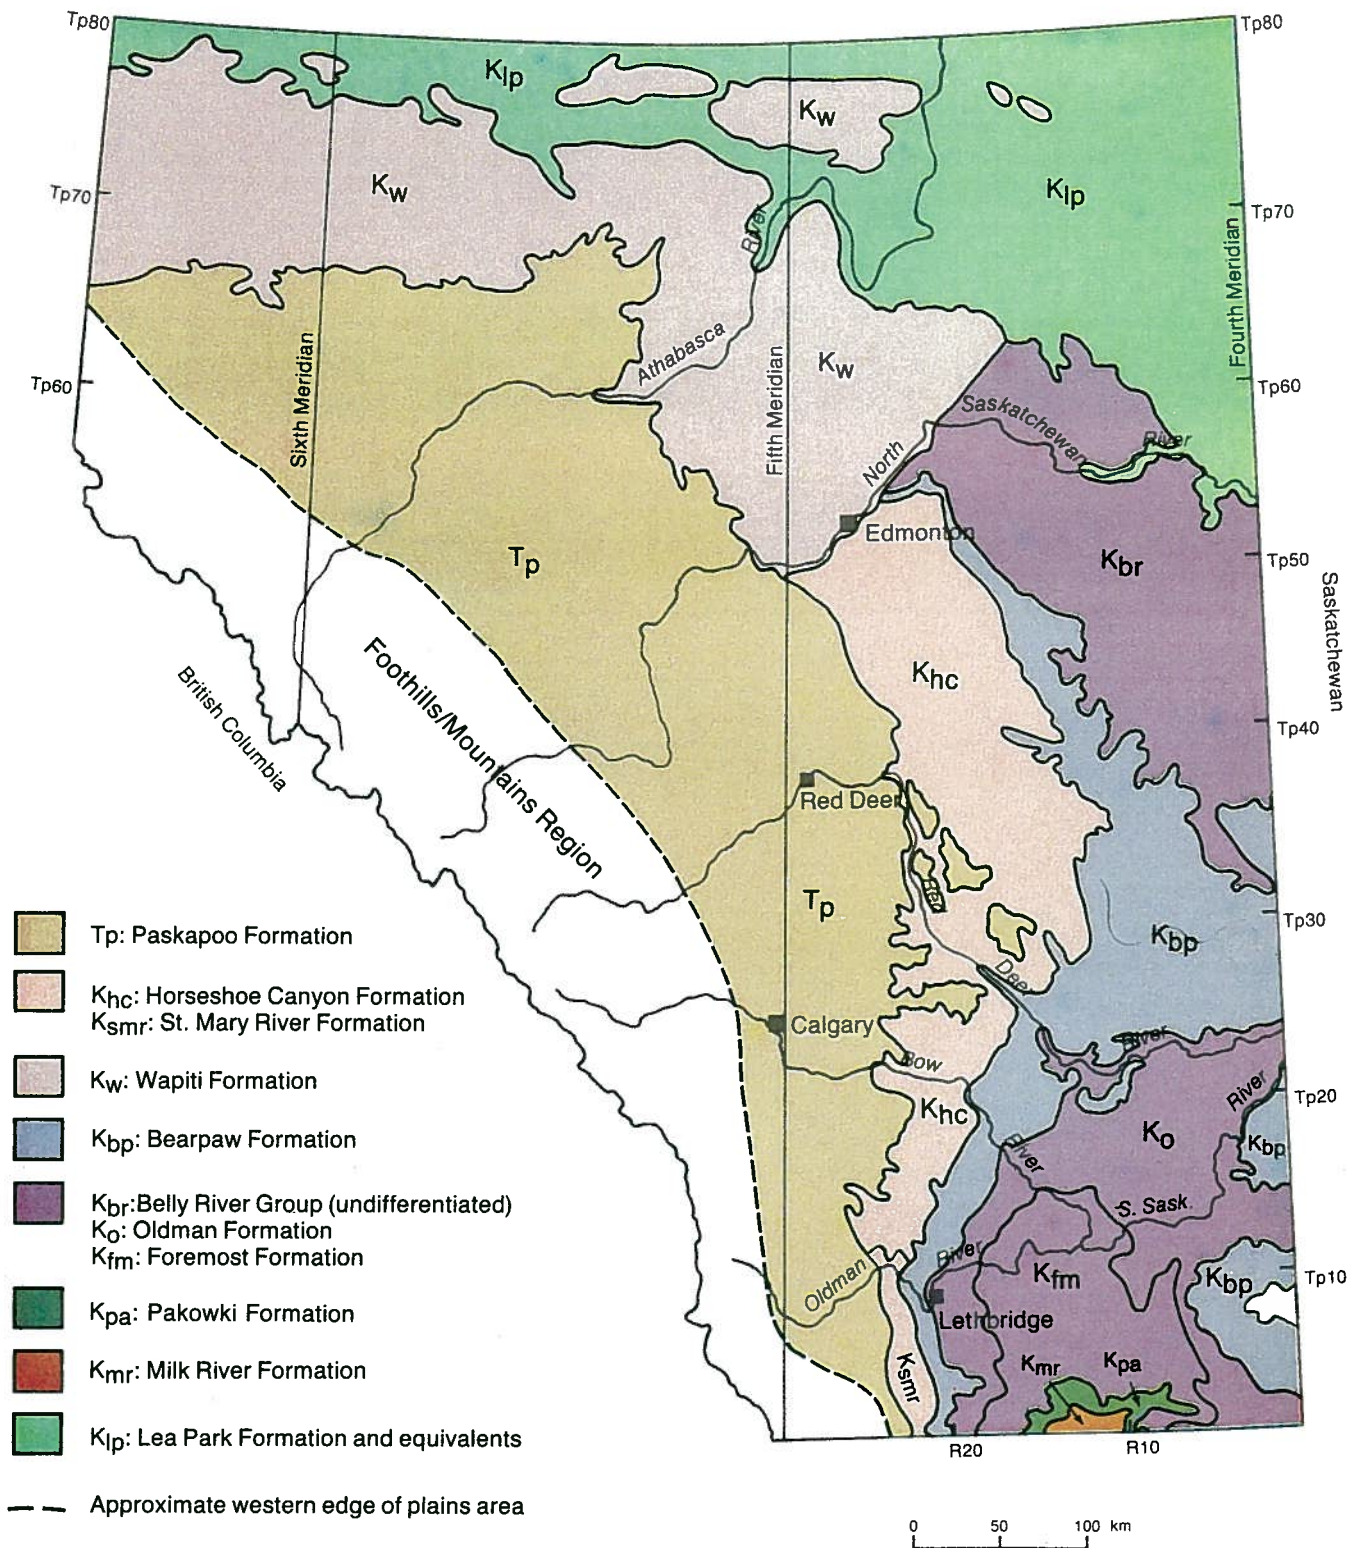 Tp80
Tp80
Klp
Kw
Kw
Klp
Tp70
Tp70
River
Fourth Meridian
Athabasca
Kw
Tp60
Tp60
Sixth Meridian
Fifth Meridian
Saskatchewan
River
North
Edmonton
Tp
Kbr
Tp50
Saskatchewan
Foothills/Mountains Region
British Columbia
Khc
Tp40
Red Deer
Tp
Red
Kbp
Tp30
Deer
Calgary
River
Bow
Khc
River
Tp20
Ko
Kbp
River
S. Sask.
River
Oldman
Kfm
Kbp
Tp10
Lethbridge
Ksmr
Kmr
Kpa
R20
R10
Tp: Paskapoo Formation
Khc: Horseshoe Canyon Formation
Ksmr: St. Mary River Formation
Kw: Wapiti Formation
Kbp: Bearpaw Formation
Kbr:Belly River Group (undifferentiated)
Ko: Oldman Formation
Kfm: Foremost Formation
Kpa: Pakowki Formation
Kmr: Milk River Formation
Klp: Lea Park Formation and equivalents
Approximate western edge of plains area
0 50 100 km